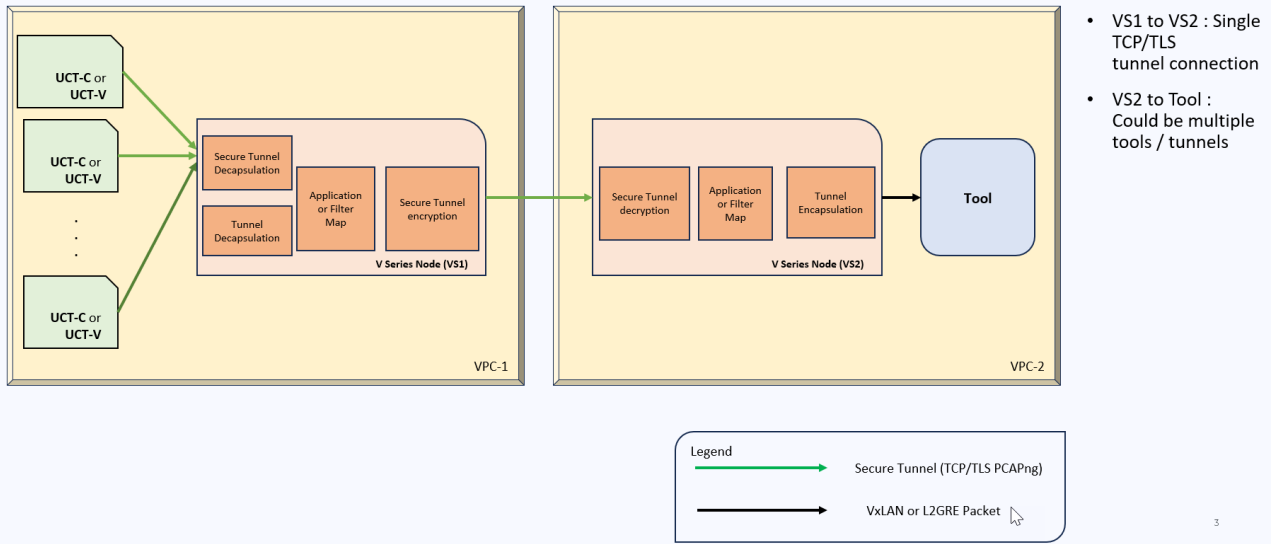 UCT-C or
UCT-V
UCT-C or
UCT-V
.
.
.
UCT-C or
UCT-V
Secure Tunnel
Decapsulation
Tunnel
Decapsulation
Application
or Filter
Map
Secure Tunnel
encryption
V Series Node (VS1)
VPC-1
Secure Tunnel
decryption
Application
or Filter
Map
Tunnel
Encapsulation
V Series Node (VS2)
Tool
VPC-2
• VS1 to VS2 : Single
TCP/TLS
tunnel connection
• VS2 to Tool :
Could be multiple
tools / tunnels
Legend
Secure Tunnel (TCP/TLS PCAPng)
VxLAN or L2GRE Packet
3